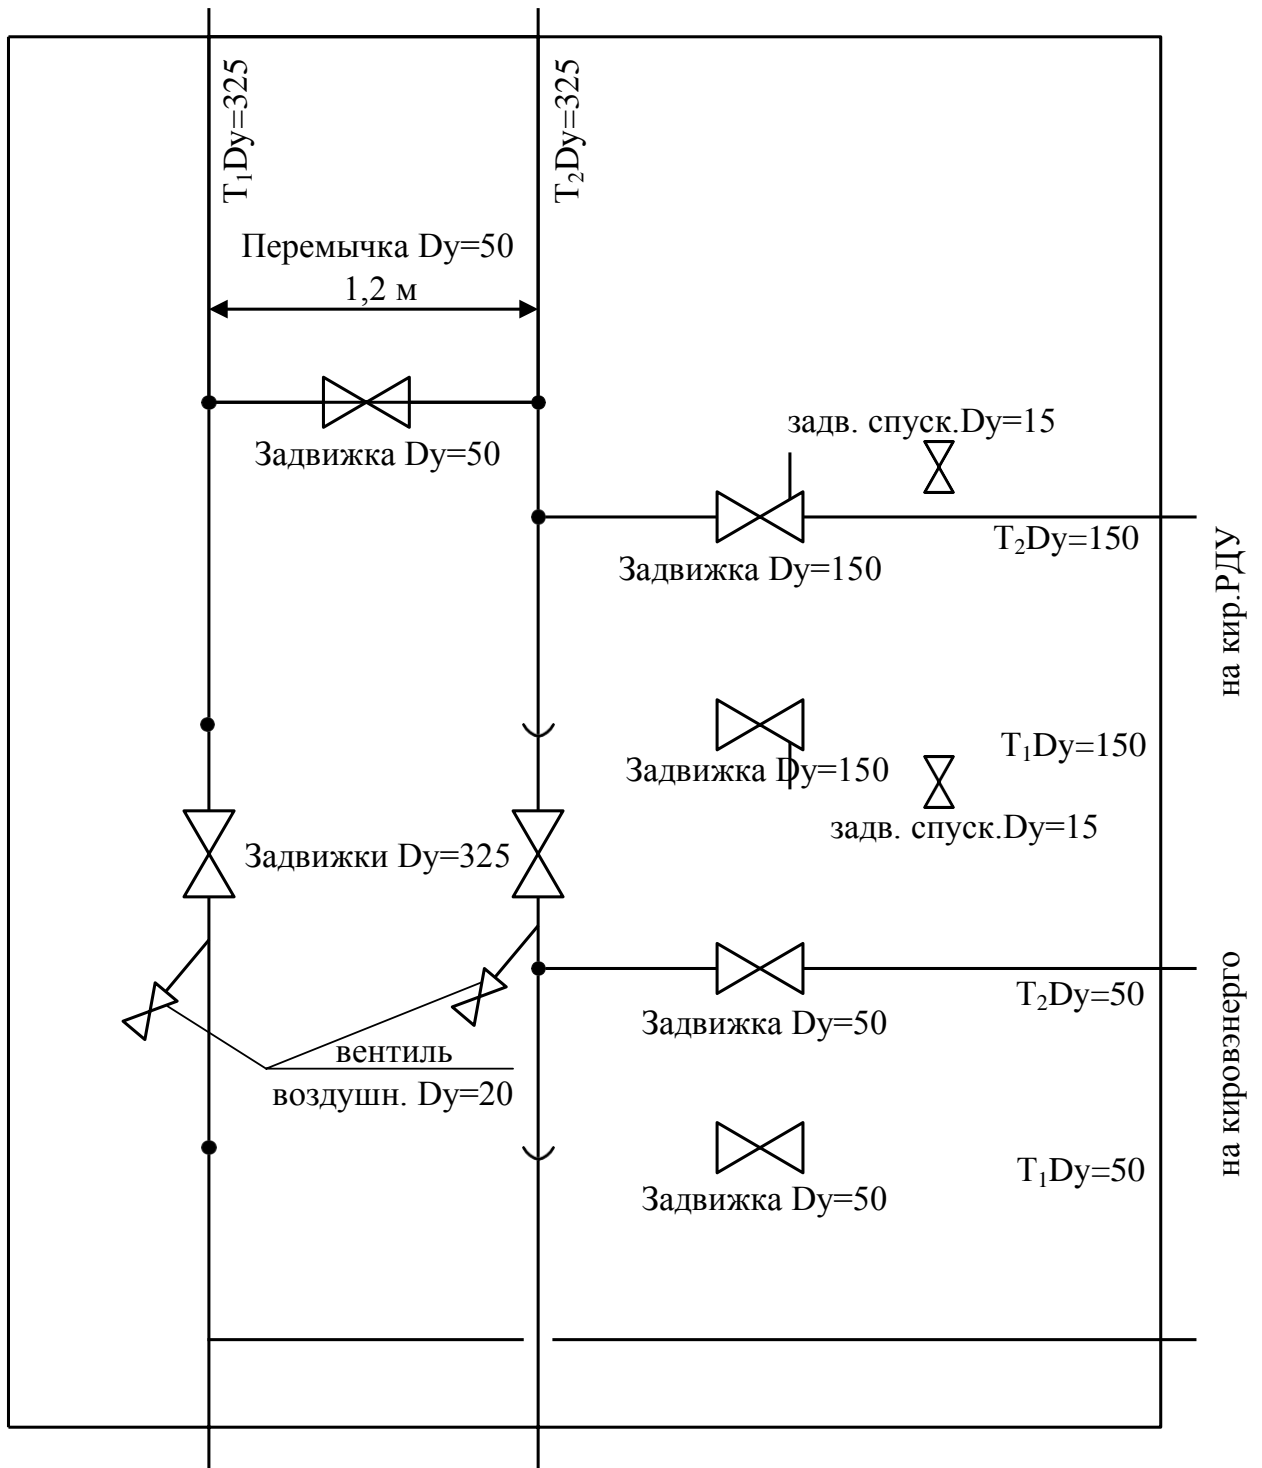 T₁Dy=325
T₂Dy=325
Перемычка Dy=50
1,2 м
Задвижка Dy=50
задв. спуск.Dy=15
T₂Dy=150
Задвижка Dy=150
на кир.РДУ
T₁Dy=150
Задвижка Dy=150
задв. спуск.Dy=15
Задвижки Dy=325
T₂Dy=50
Задвижка Dy=50
на кировэнерго
вентиль
воздушн. Dy=20
T₁Dy=50
Задвижка Dy=50